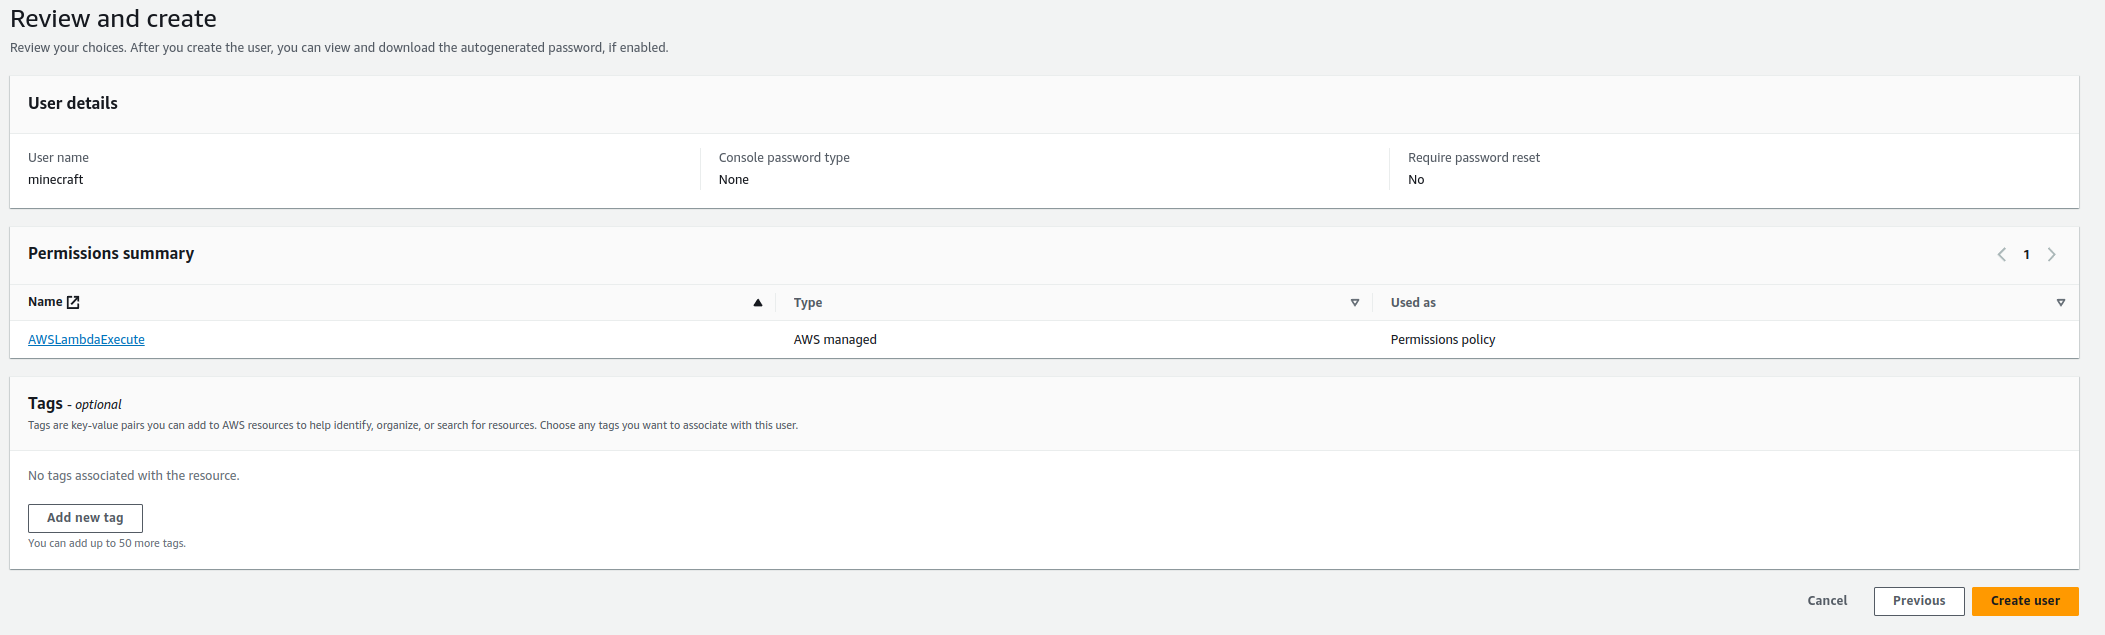 Review and create
Review your choices. After you create the user, you can view and download the autogenerated password, if enabled.
User details
User name
minecraft
Console password type
None
Require password reset
No
Permissions summary
1
Name
Type
Used as
AWSLambdaExecute
AWS managed
Permissions policy
Tags - optional
Tags are key-value pairs you can add to AWS resources to help identify, organize, or search for resources. Choose any tags you want to associate with this user.
No tags associated with the resource.
Add new tag
You can add up to 50 more tags.
Cancel
Previous
Create user